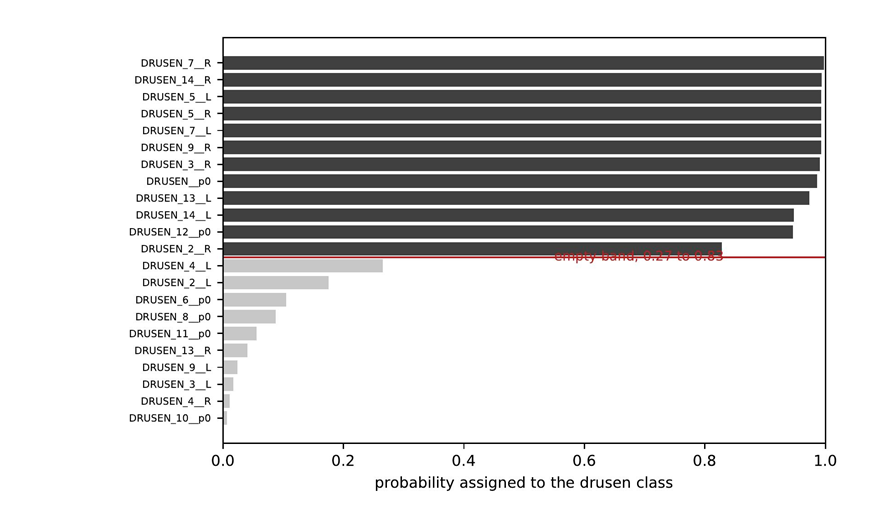 DRUSEN_7__R
DRUSEN_14__R
DRUSEN_5__L
DRUSEN_5__R
DRUSEN_7__L
DRUSEN_9__R
DRUSEN_3__R
DRUSEN__p0
DRUSEN_13__L
DRUSEN_14__L
DRUSEN_12__p0
DRUSEN_2__R
empty band, 0.27 to 0.83
DRUSEN_4__L
DRUSEN_2__L
DRUSEN_6__p0
DRUSEN_8__p0
DRUSEN_11__p0
DRUSEN_13__R
DRUSEN_9__L
DRUSEN_3__L
DRUSEN_4__R
DRUSEN_10__p0
0.0 0.2 0.4 0.6 0.8 1.0
probability assigned to the drusen class